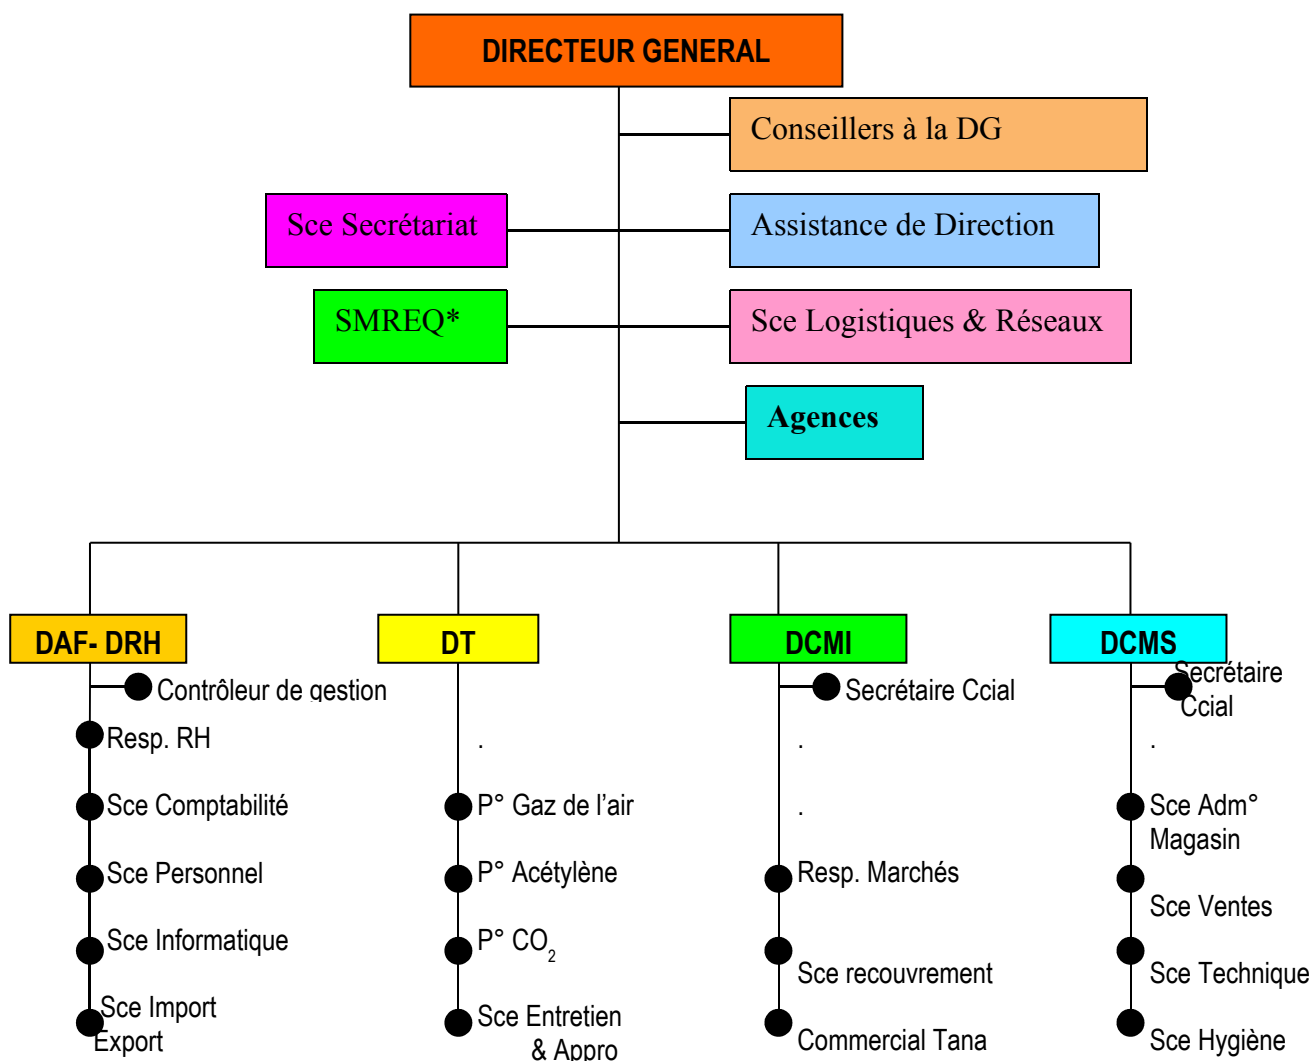 DIRECTEUR GENERAL
Conseillers à la DG
Sce Secrétariat
Assistance de Direction
SMREQ*
Sce Logistiques & Réseaux
Agences
DAF- DRH
DT
DCMI
DCMS
Contrôleur de gestion
Resp. RH
Sce Comptabilité
Sce Personnel
Sce Informatique
Sce Import
Export
.
P° Gaz de l'air
P° Acétylène
P° CO₂
Sce Entretien
& Appro
Secrétaire Ccial
.
.
Resp. Marchés
Sce recouvrement
Commercial Tana
Secrétaire
Ccial
.
Sce Adm°
Magasin
Sce Ventes
Sce Technique
Sce Hygiène